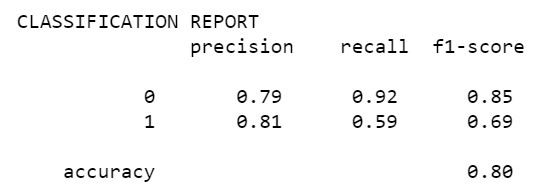 CLASSIFICATION REPORT
precision recall f1-score
0 0.79 0.92 0.85
1 0.81 0.59 0.69
accuracy 0.80